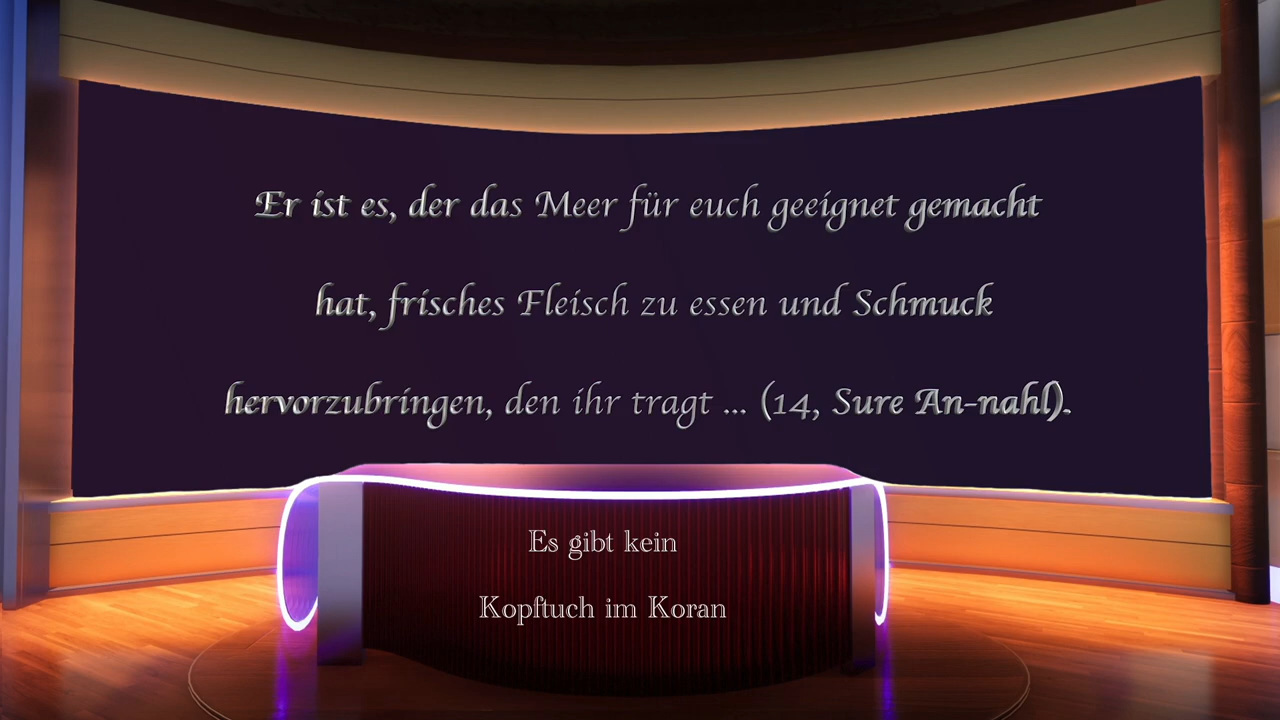 Er ist es, der das Meer für euch geeignet gemacht
hat, frisches Fleisch zu essen und Schmuck
hervorzubringen, den ihr tragt ... (14, Sure An-nahl).
Es gibt kein
Kopftuch im Koran